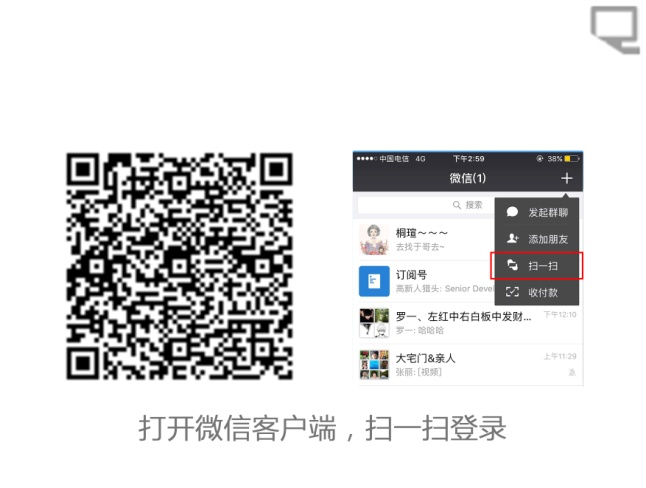 中国电信 4G 下午2:59 38%
微信(1)
搜索
发起群聊
添加朋友
扫一扫
收付款
桐瑄～～～
去找于哥去~
订阅号
高新人猎头: Senior Devel
罗一、左红中右白板中发财... 下午12:10
罗一: 哈哈哈
大宅门&亲人 上午11:29
张丽: [视频]
打开微信客户端，扫一扫登录